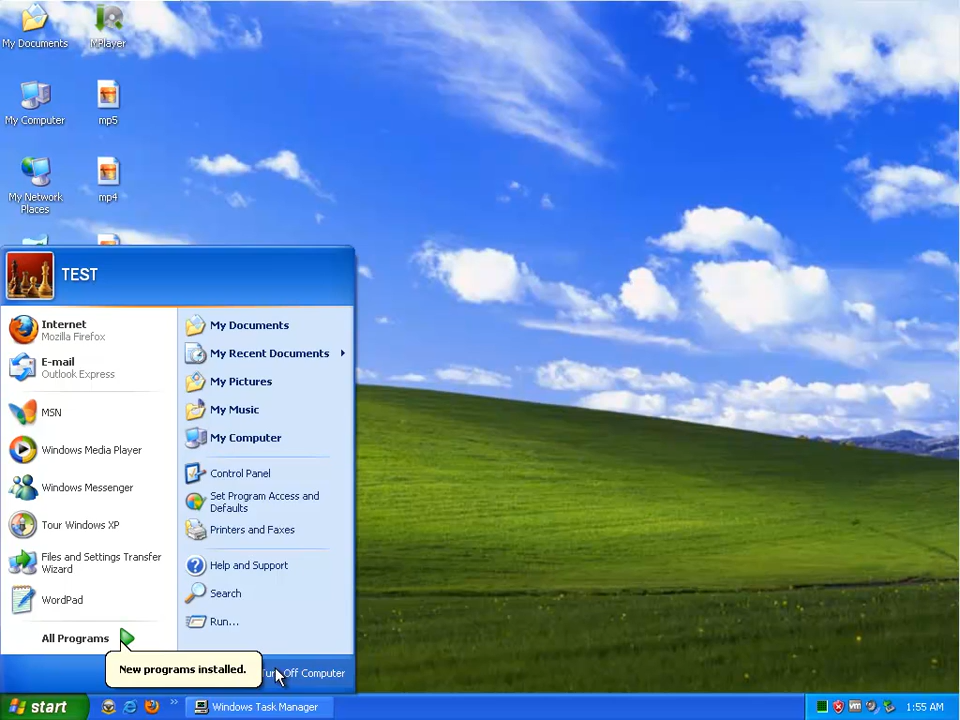 My Documents
MPlayer
My Computer
mp5
My Network
Places
mp4
TEST
Internet
Mozilla Firefox
E-mail
Outlook Express
MSN
Windows Media Player
Windows Messenger
Tour Windows XP
Files and Settings Transfer
Wizard
WordPad
All Programs
My Documents
My Recent Documents
My Pictures
My Music
My Computer
Control Panel
Set Program Access and
Defaults
Printers and Faxes
Help and Support
Search
Run...
New programs installed.
Off Computer
start
Windows Task Manager
1:55 AM